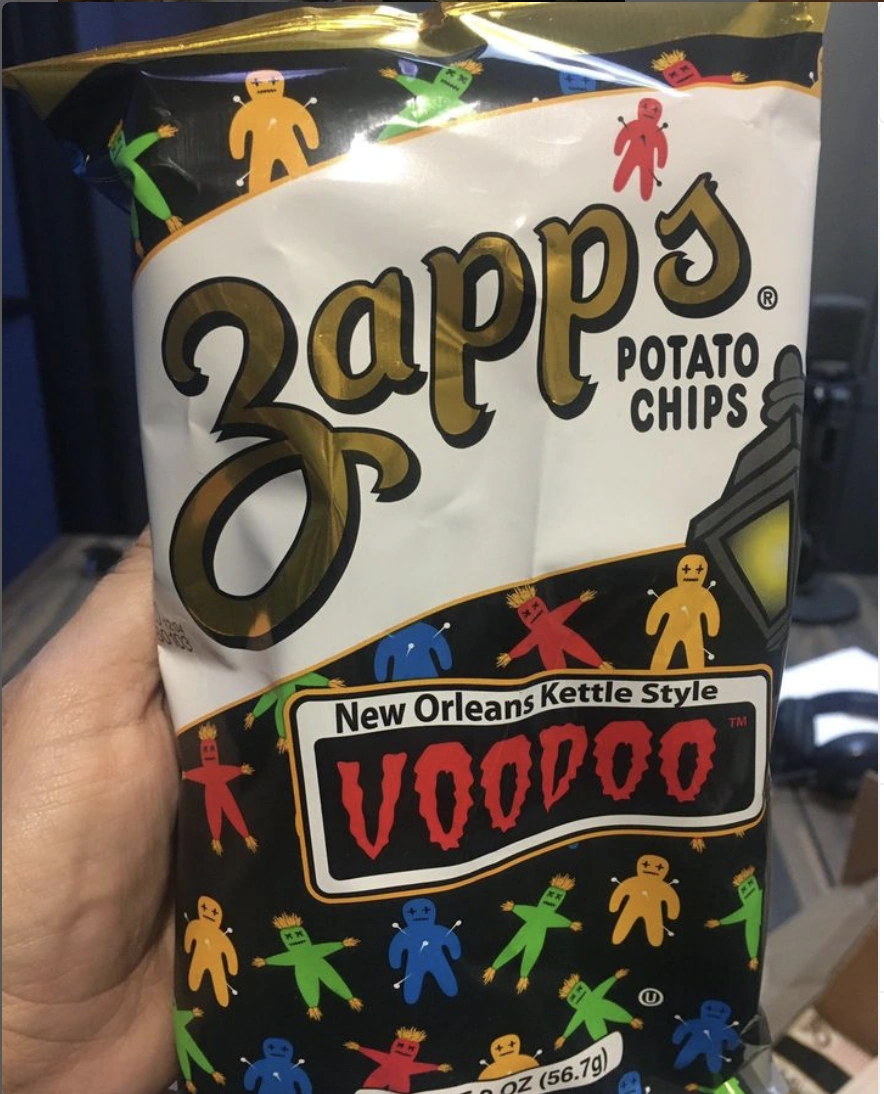 Zapp's®
POTATO
CHIPS
New Orleans Kettle Style
VOODOO™
Ⓤ
OZ (56.7g)